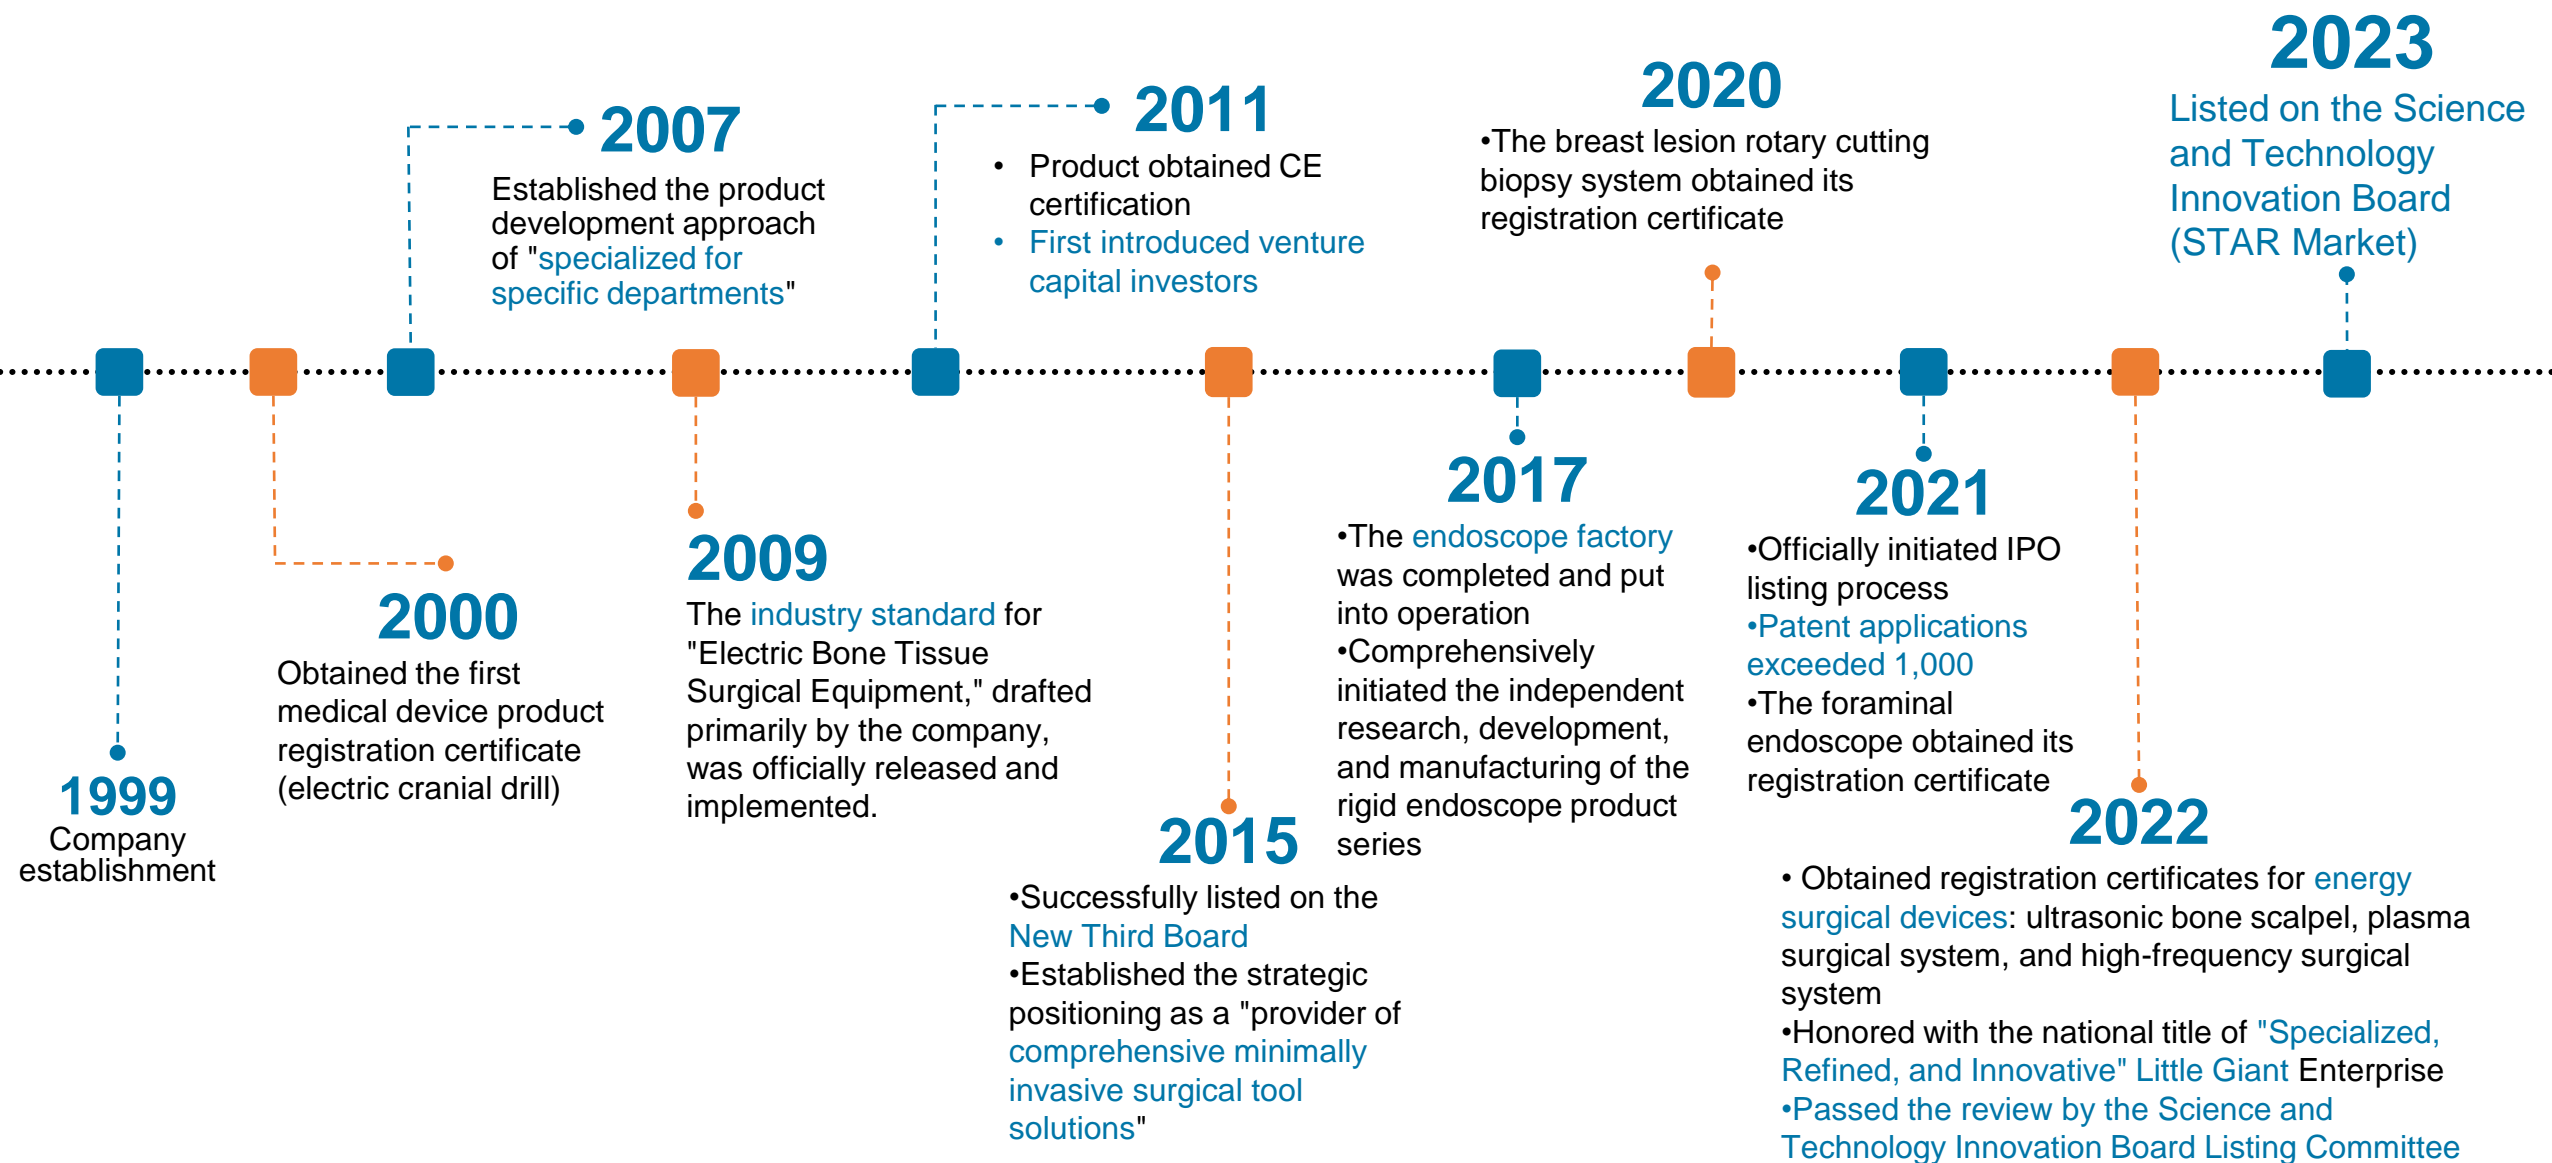 1999
Company
establishment
2000
Obtained the first
medical device product
registration certificate
(electric cranial drill)
2007
Established the product
development approach
of "specialized for
specific departments"
2009
The industry standard for
"Electric Bone Tissue
Surgical Equipment," drafted
primarily by the company,
was officially released and
implemented.
2011
• Product obtained CE
certification
• First introduced venture
capital investors
2015
•Successfully listed on the
New Third Board
•Established the strategic
positioning as a "provider of
comprehensive minimally
invasive surgical tool
solutions"
2017
•The endoscope factory
was completed and put
into operation
•Comprehensively
initiated the independent
research, development,
and manufacturing of the
rigid endoscope product
series
2020
•The breast lesion rotary cutting
biopsy system obtained its
registration certificate
2021
•Officially initiated IPO
listing process
•Patent applications
exceeded 1,000
•The foraminal
endoscope obtained its
registration certificate
2022
• Obtained registration certificates for energy
surgical devices: ultrasonic bone scalpel, plasma
surgical system, and high-frequency surgical
system
•Honored with the national title of "Specialized,
Refined, and Innovative" Little Giant Enterprise
•Passed the review by the Science and
Technology Innovation Board Listing Committee
2023
Listed on the Science
and Technology
Innovation Board
(STAR Market)